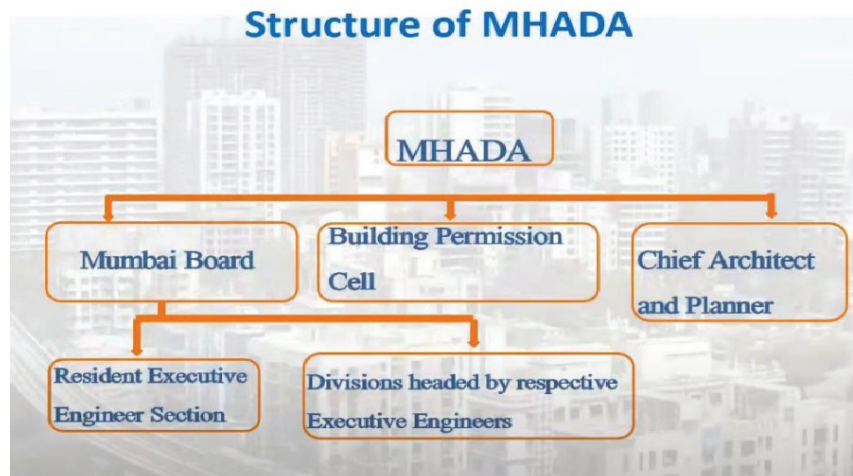 Structure of MHADA
MHADA
Mumbai Board
Building Permission
Cell
Chief Architect
and Planner
Resident Executive
Engineer Section
Divisions headed by respective
Executive Engineers